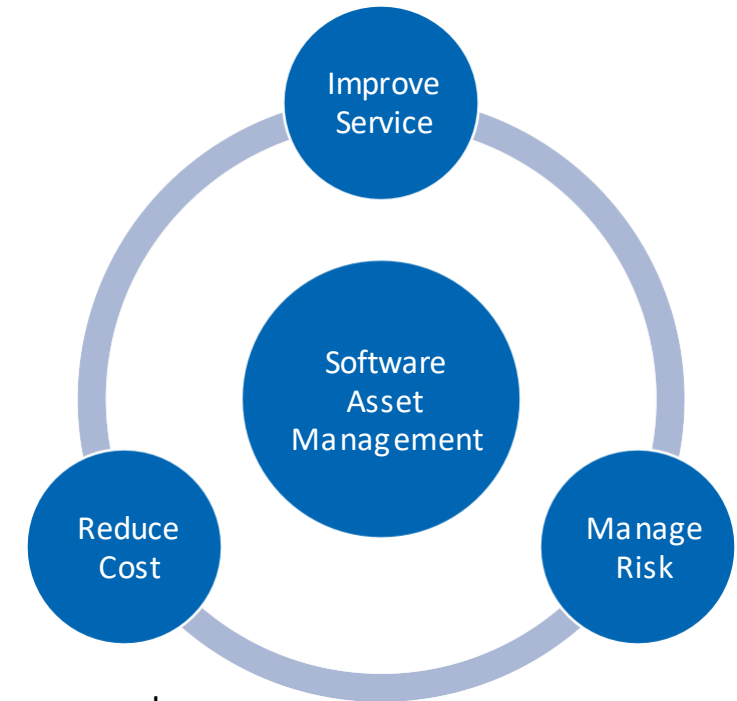 Improve
Service
Software
Asset
Management
Reduce
Cost
Manage
Risk